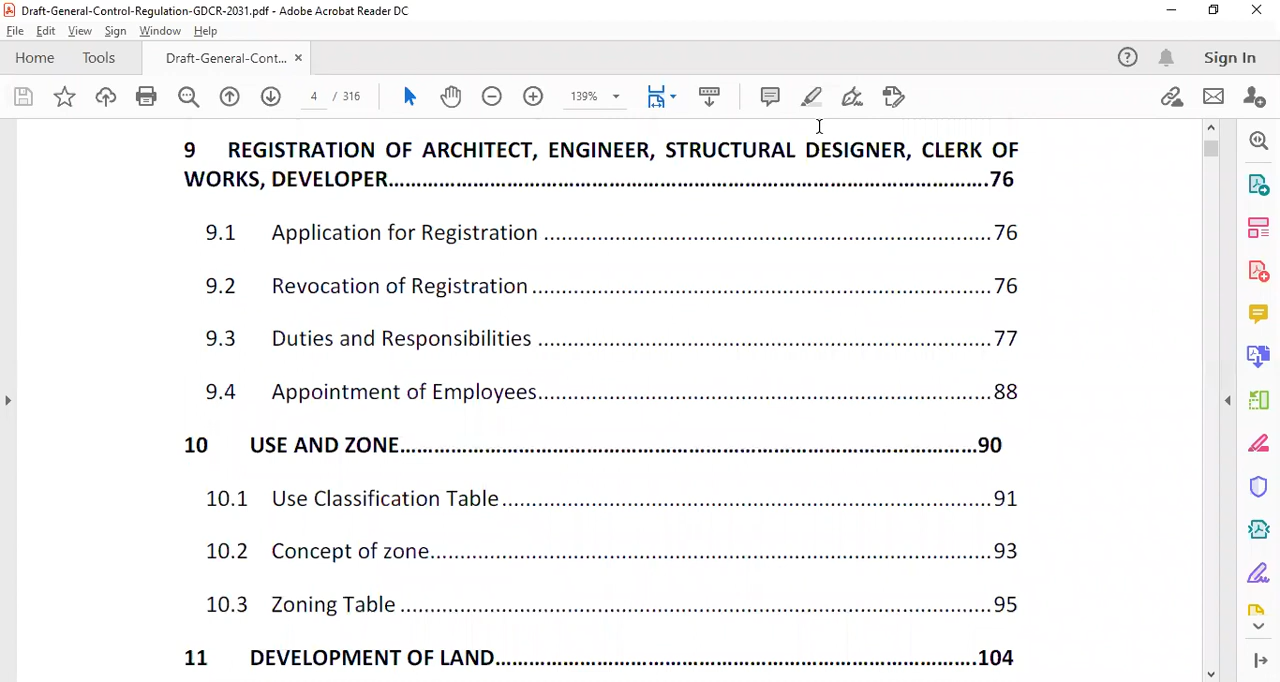 Draft-General-Control-Regulation-GDCR-2031.pdf - Adobe Acrobat Reader DC
File Edit View Sign Window Help
Home Tools Draft-General-Cont... × Sign In
4 / 316 139%
9 REGISTRATION OF ARCHITECT, ENGINEER, STRUCTURAL DESIGNER, CLERK OF
WORKS, DEVELOPER....................................................................................76
9.1 Application for Registration ....................................................................76
9.2 Revocation of Registration ......................................................................76
9.3 Duties and Responsibilities .....................................................................77
9.4 Appointment of Employees.....................................................................88
10 USE AND ZONE....................................................................................90
10.1 Use Classification Table...........................................................................91
10.2 Concept of zone......................................................................................93
10.3 Zoning Table ..........................................................................................95
11 DEVELOPMENT OF LAND.......................................................................104